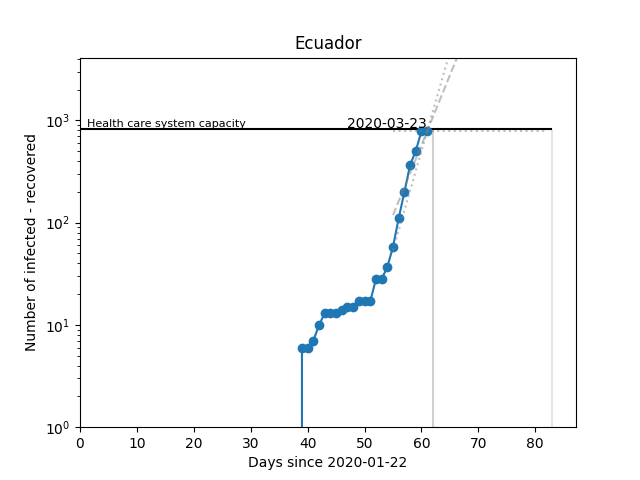 Ecuador
Number of infected - recovered
10³
10²
10¹
10⁰
Health care system capacity
2020-03-23
0 10 20 30 40 50 60 70 80
Days since 2020-01-22